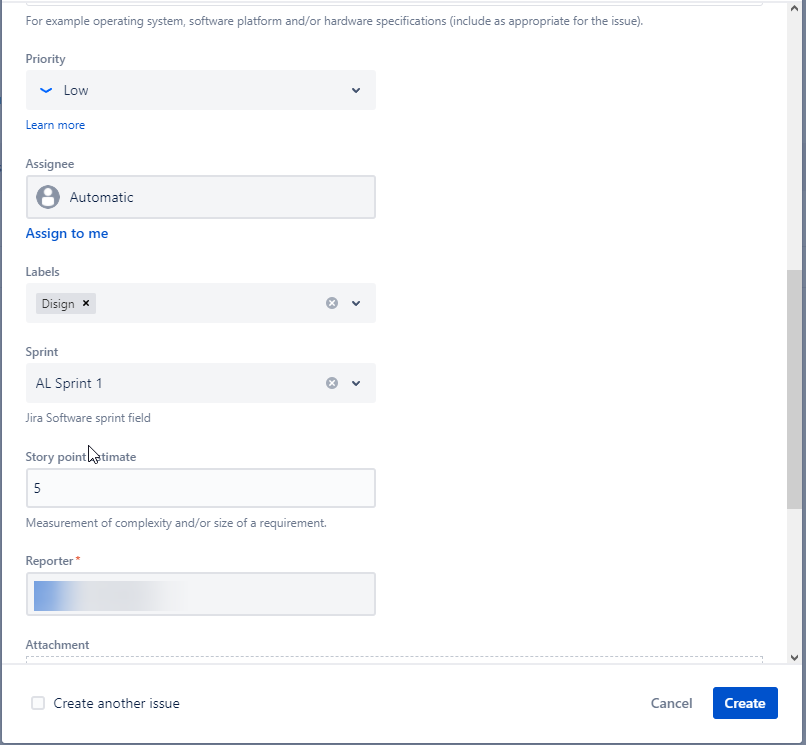 For example operating system, software platform and/or hardware specifications (include as appropriate for the issue).
Priority
Low
Learn more
Assignee
Automatic
Assign to me
Labels
Disign ×
Sprint
AL Sprint 1
Jira Software sprint field
Story point timate
5
Measurement of complexity and/or size of a requirement.
Reporter*
Attachment
Create another issue
Cancel
Create